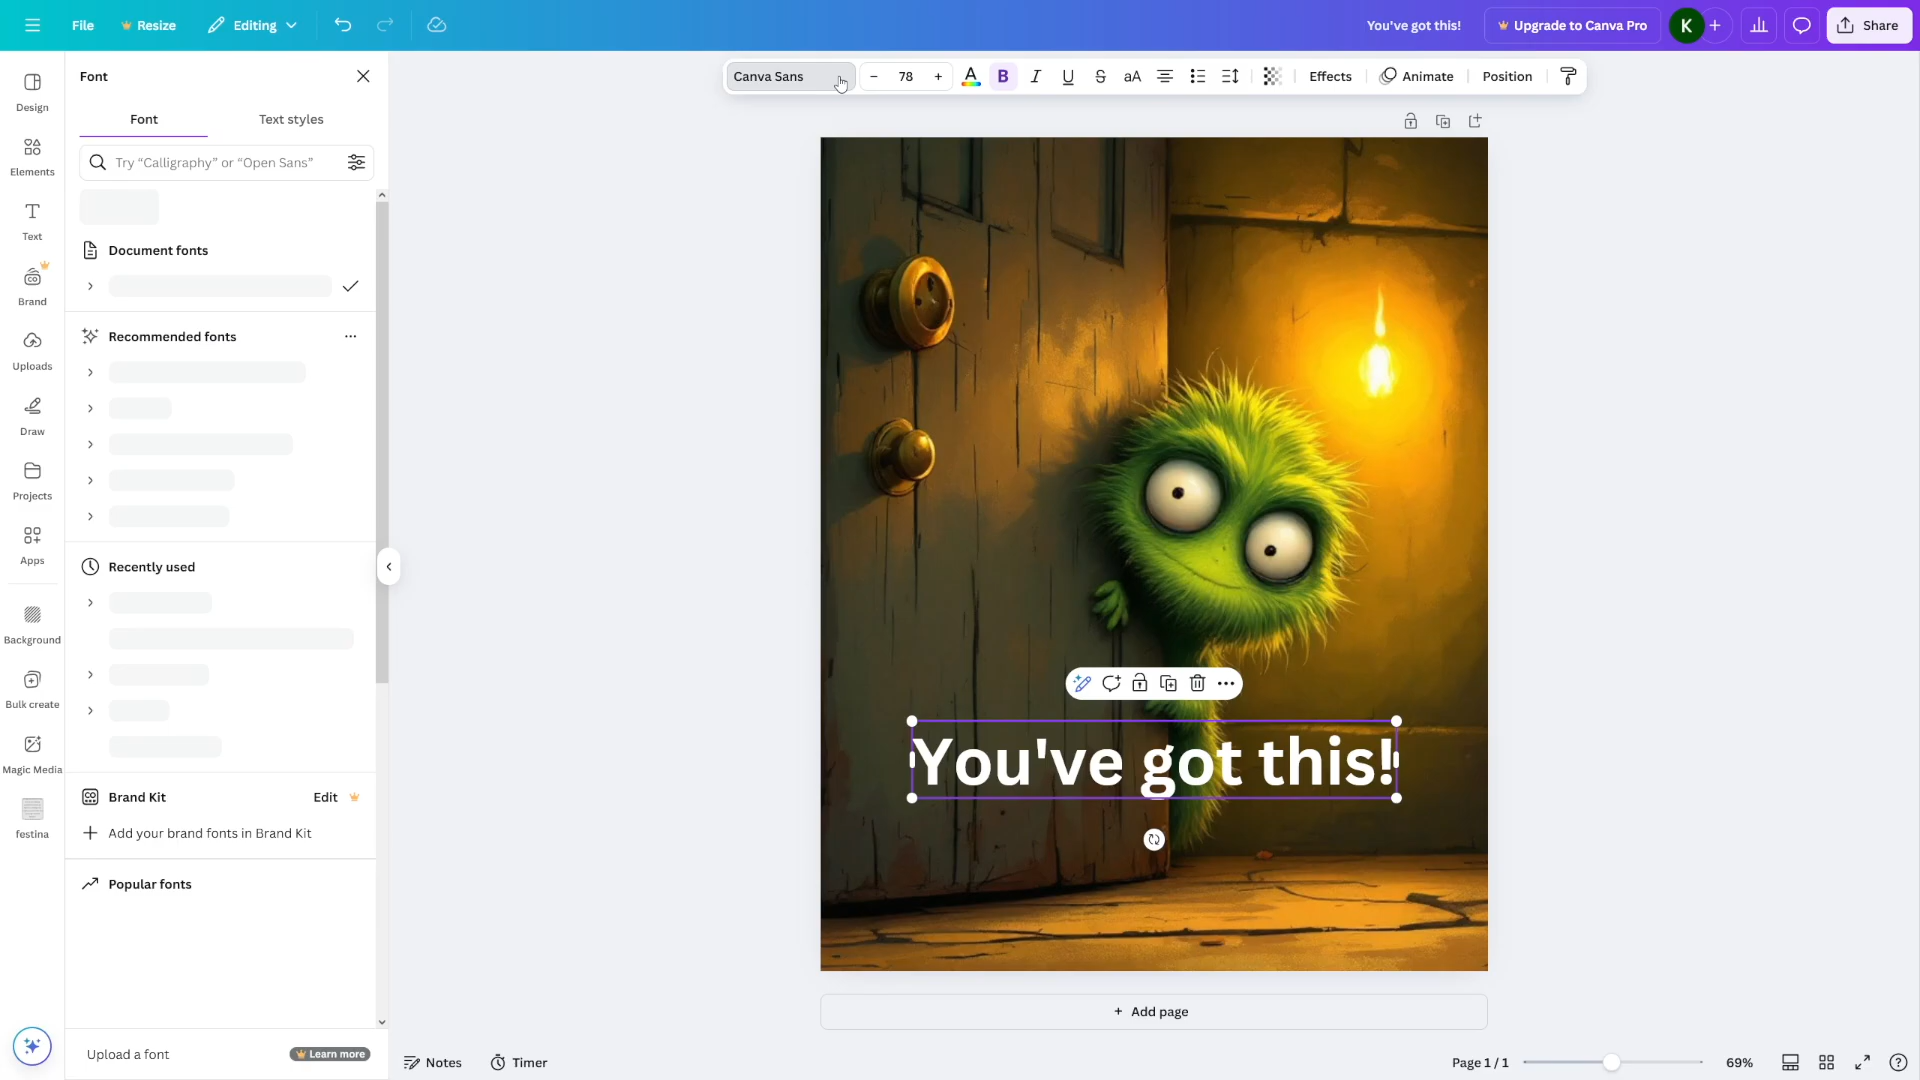 File
Resize
Editing
You've got this!
Upgrade to Canva Pro
K
Share
Design
Elements
Text
Brand
Uploads
Draw
Projects
Apps
Background
Bulk create
Magic Media
festina
Font
Font
Text styles
Try “Calligraphy” or “Open Sans”
Document fonts
Recommended fonts
Recently used
Brand Kit
Edit
Add your brand fonts in Brand Kit
Popular fonts
Upload a font
Learn more
Canva Sans
78
A
B
I
U
S
aA
Effects
Animate
Position
You've got this!
+ Add page
Notes
Timer
Page 1 / 1
69%